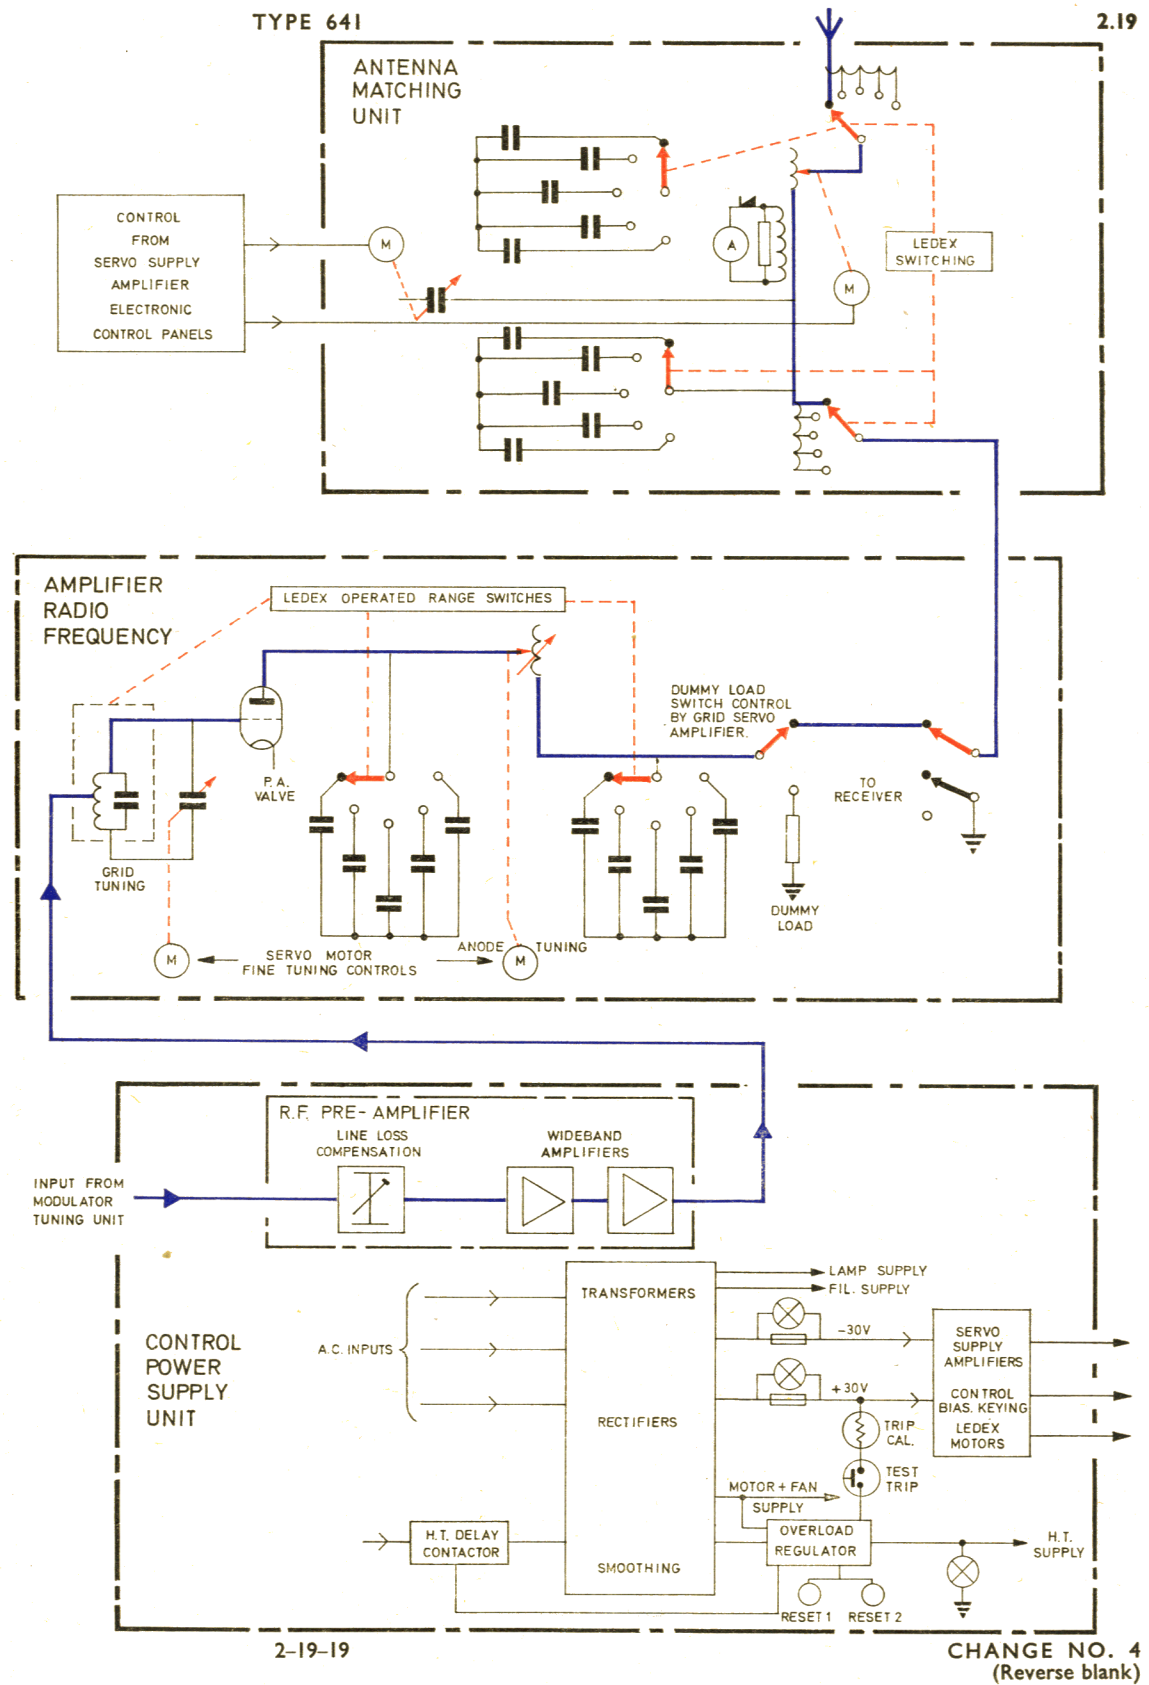 TYPE 641
2.19
ANTENNA
MATCHING
UNIT
CONTROL
FROM
SERVO SUPPLY
AMPLIFIER
ELECTRONIC
CONTROL PANELS
M
A
LEDEX
SWITCHING
M
AMPLIFIER
RADIO
FREQUENCY
LEDEX OPERATED RANGE SWITCHES
DUMMY LOAD
SWITCH CONTROL
BY GRID SERVO
AMPLIFIER.
P.A.
VALVE
TO
RECEIVER
GRID
TUNING
DUMMY
LOAD
M
SERVO MOTOR
FINE TUNING CONTROLS
ANODE TUNING
M
R.F. PRE-AMPLIFIER
LINE LOSS
COMPENSATION
WIDEBAND
AMPLIFIERS
INPUT FROM
MODULATOR
TUNING UNIT
CONTROL
POWER
SUPPLY
UNIT
A.C. INPUTS
TRANSFORMERS
RECTIFIERS
SMOOTHING
LAMP SUPPLY
FIL. SUPPLY
-30V
+30V
SERVO
SUPPLY
AMPLIFIERS
CONTROL
BIAS. KEYING
LEDEX
MOTORS
TRIP
CAL.
TEST
TRIP
MOTOR + FAN
SUPPLY
H.T. DELAY
CONTACTOR
OVERLOAD
REGULATOR
H.T.
SUPPLY
RESET 1 RESET 2
2-19-19
CHANGE NO. 4
(Reverse blank)